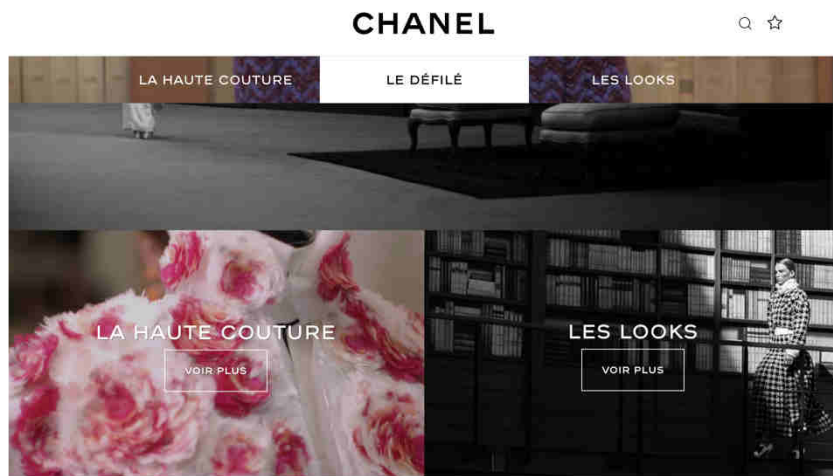 CHANEL
LA HAUTE COUTURE
LE DÉFILÉ
LES LOOKS
LA HAUTE COUTURE
VOIR PLUS
LES LOOKS
VOIR PLUS